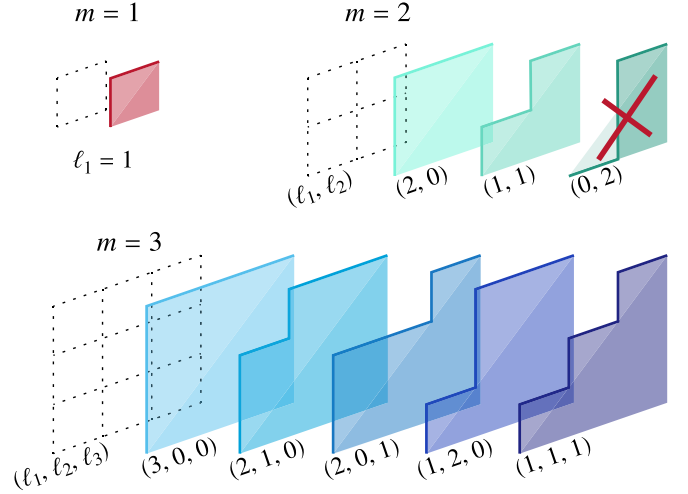 m = 1
m = 2
ℓ₁ = 1
(ℓ₁, ℓ₂)
(2, 0)
(1, 1)
(0, 2)
m = 3
(ℓ₁, ℓ₂, ℓ₃)
(3, 0, 0)
(2, 1, 0)
(2, 0, 1)
(1, 2, 0)
(1, 1, 1)